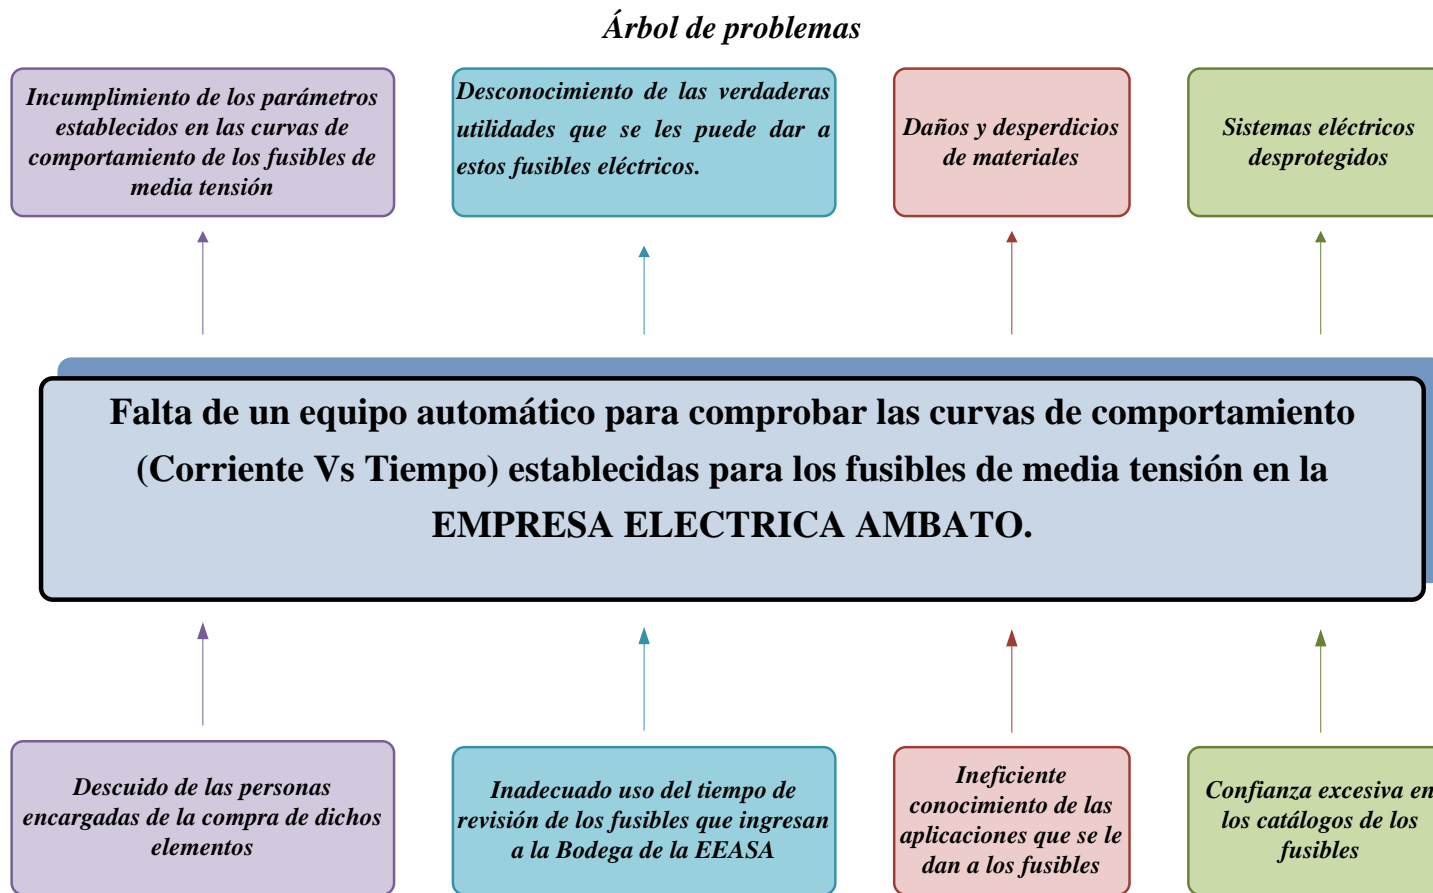 Árbol de problemas
Incumplimiento de los parámetros
establecidos en las curvas de
comportamiento de los fusibles de
media tensión
Desconocimiento de las verdaderas
utilidades que se les puede dar a
estos fusibles eléctricos.
Daños y desperdicios
de materiales
Sistemas eléctricos
desprotegidos
Falta de un equipo automático para comprobar las curvas de comportamiento
(Corriente Vs Tiempo) establecidas para los fusibles de media tensión en la
EMPRESA ELECTRICA AMBATO.
Descuido de las personas
encargadas de la compra de dichos
elementos
Inadecuado uso del tiempo de
revisión de los fusibles que ingresan
a la Bodega de la EEASA
Ineficiente
conocimiento de las
aplicaciones que se le
dan a los fusibles
Confianza excesiva en
los catálogos de los
fusibles